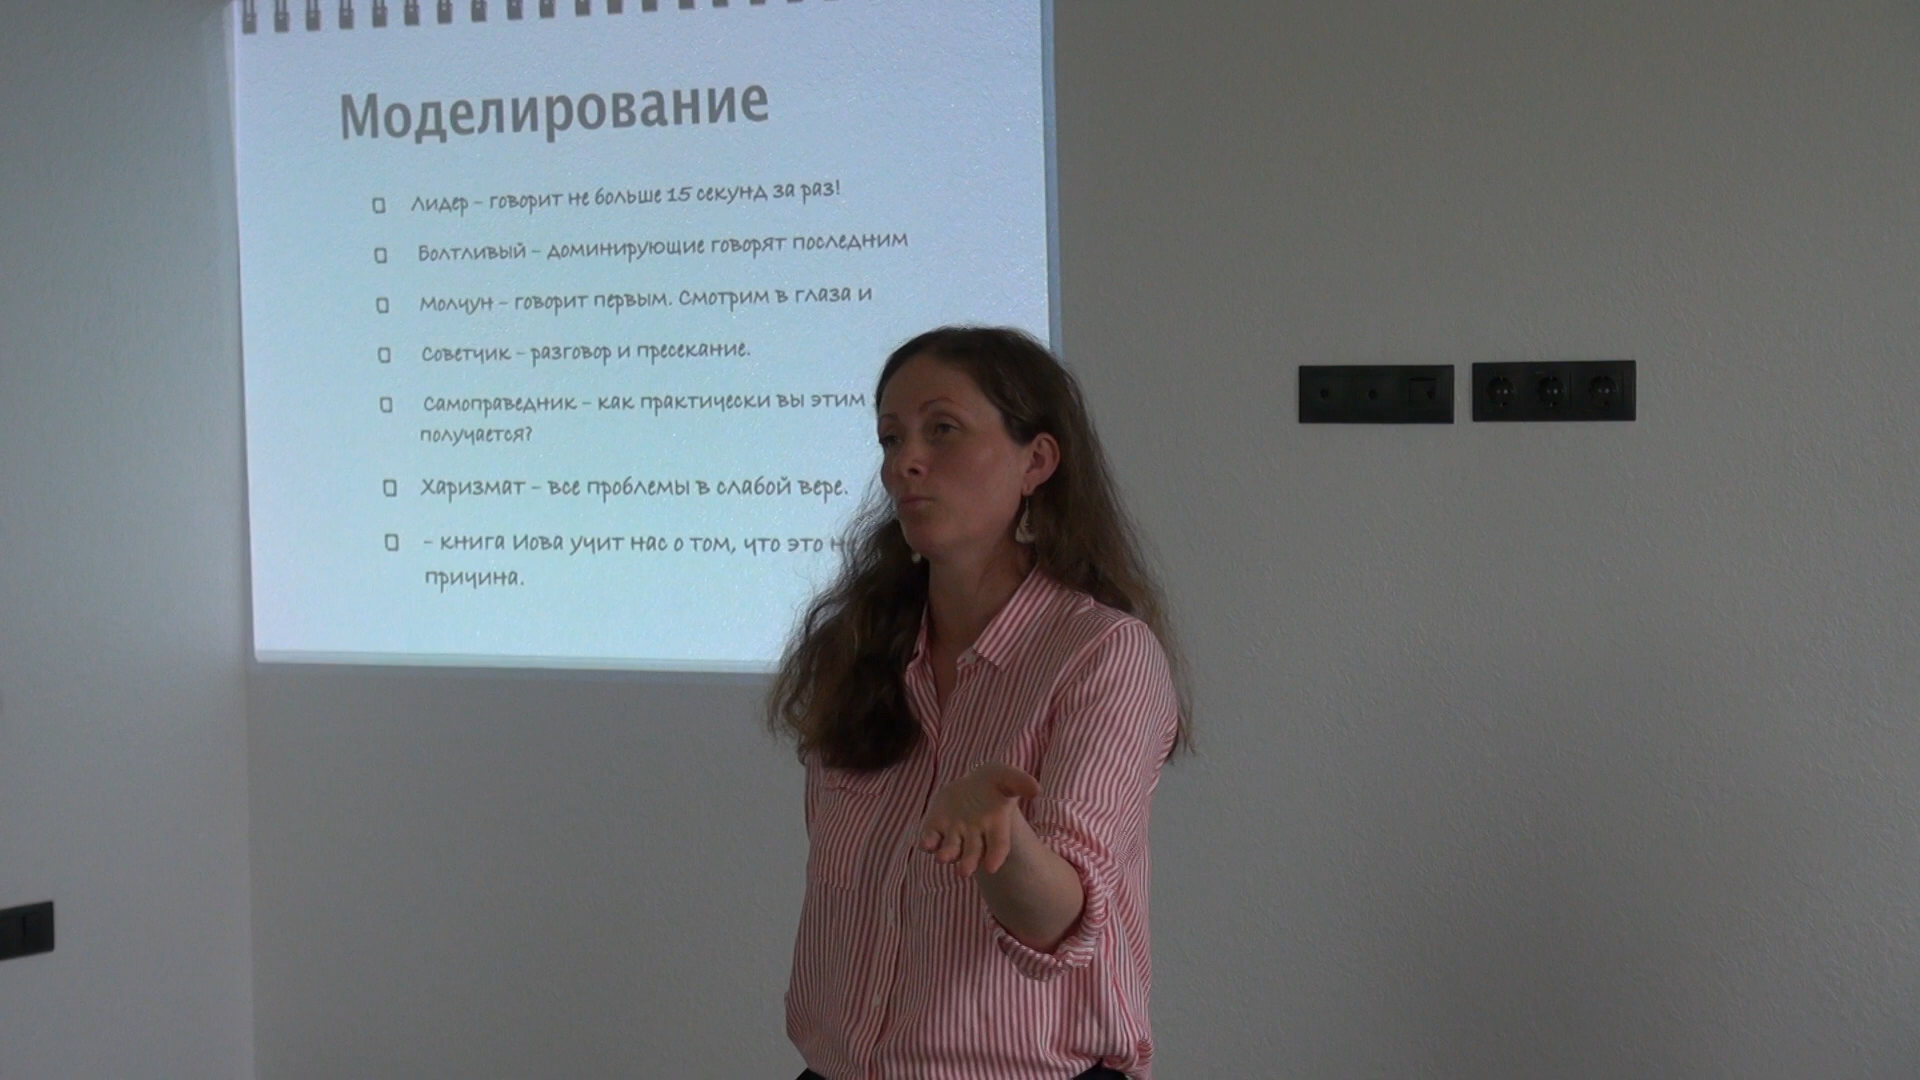 Моделирование
Лидер – говорит не больше 15 секунд за раз!
Болтливый – доминирующие говорят последним
Молчун – говорит первым. Смотрим в глаза и
Советчик – разговор и пресекание.
Самоправедник – как практически вы этим
получается?
Харизмат – все проблемы в слабой вере.
– книга Иова учит нас о том, что это
причина.